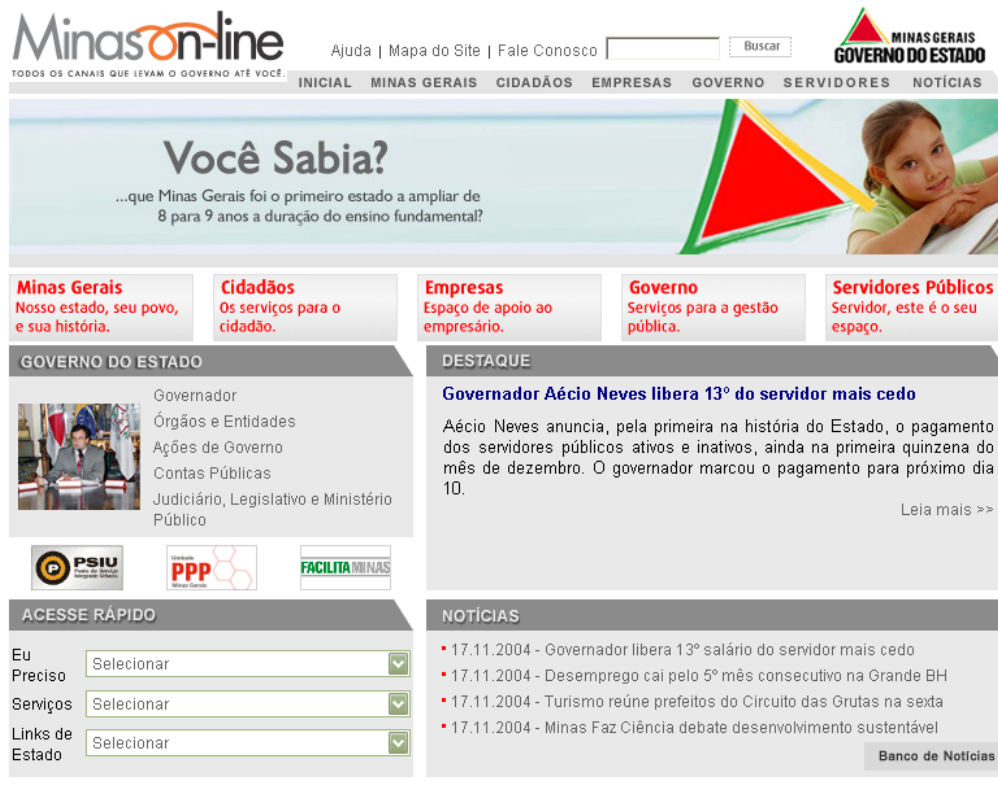 Minas on-line
TODOS OS CANAIS QUE LEVAM O GOVERNO ATÉ VOCÊ.
Ajuda | Mapa do Site | Fale Conosco
Buscar
MINAS GERAIS
GOVERNO DO ESTADO
INICIAL MINAS GERAIS CIDADÃOS EMPRESAS GOVERNO SERVIDORES NOTÍCIAS
Você Sabia?
...que Minas Gerais foi o primeiro estado a ampliar de
8 para 9 anos a duração do ensino fundamental?
Minas Gerais
Nosso estado, seu povo,
e sua história.
Cidadãos
Os serviços para o
cidadão.
Empresas
Espaço de apoio ao
empresário.
Governo
Serviços para a gestão
pública.
Servidores Públicos
Servidor, este é o seu
espaço.
GOVERNO DO ESTADO
Governador
Órgãos e Entidades
Ações de Governo
Contas Públicas
Judiciário, Legislativo e Ministério
Público
DESTAQUE
Governador Aécio Neves libera 13º do servidor mais cedo
Aécio Neves anuncia, pela primeira na história do Estado, o pagamento
dos servidores públicos ativos e inativos, ainda na primeira quinzena do
mês de dezembro. O governador marcou o pagamento para próximo dia
10.
Leia mais >>
PSIU
Posto de Serviço
Integrado Urbano
Unidade
PPP
Minas Gerais
FACILITA MINAS
ACESSE RÁPIDO
Eu
Preciso
Selecionar
Serviços
Selecionar
Links de
Estado
Selecionar
NOTÍCIAS
17.11.2004 - Governador libera 13º salário do servidor mais cedo
17.11.2004 - Desemprego cai pelo 5º mês consecutivo na Grande BH
17.11.2004 - Turismo reúne prefeitos do Circuito das Grutas na sexta
17.11.2004 - Minas Faz Ciência debate desenvolvimento sustentável
Banco de Notícias